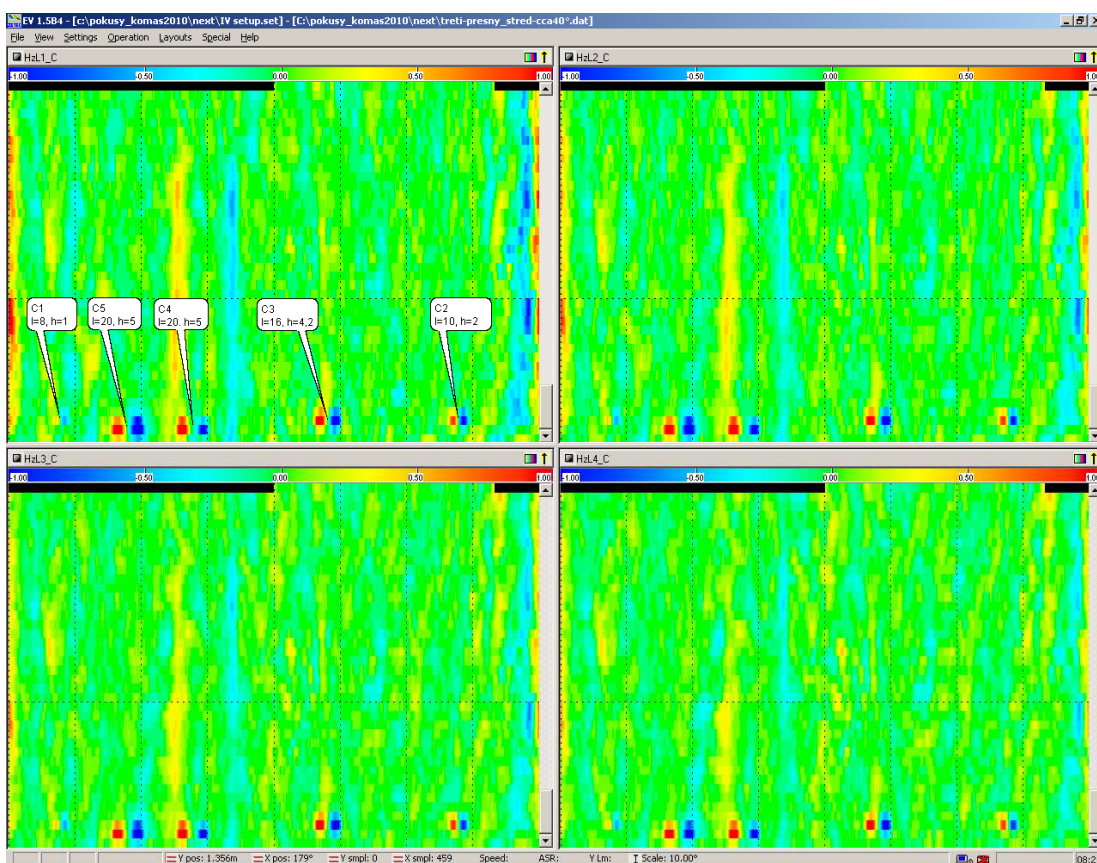 EV 1.5B4 - [c:\pokusy_komas2010\next\IV setup.set] - [C:\pokusy_komas2010\next\treti-presny_stred-cca40°.dat]
File View Settings Operation Layouts Special Help
HzL1_C
HzL2_C
-1.00 -0.50 0.00 0.50 1.00
-1.00 -0.50 0.00 0.50 1.00
C1
l=8, h=1
C5
l=20, h=5
C4
l=20. h=5
C3
l=16, h=4,2
C2
l=10, h=2
HzL3_C
HzL4_C
-1.00 -0.50 0.00 0.50 1.00
-1.00 -0.50 0.00 0.50 1.00
Y pos: 1.356m X pos: 179° Y smpl: 0 X smpl: 459 Speed: ASR: Y Lm: Scale: 10.00°